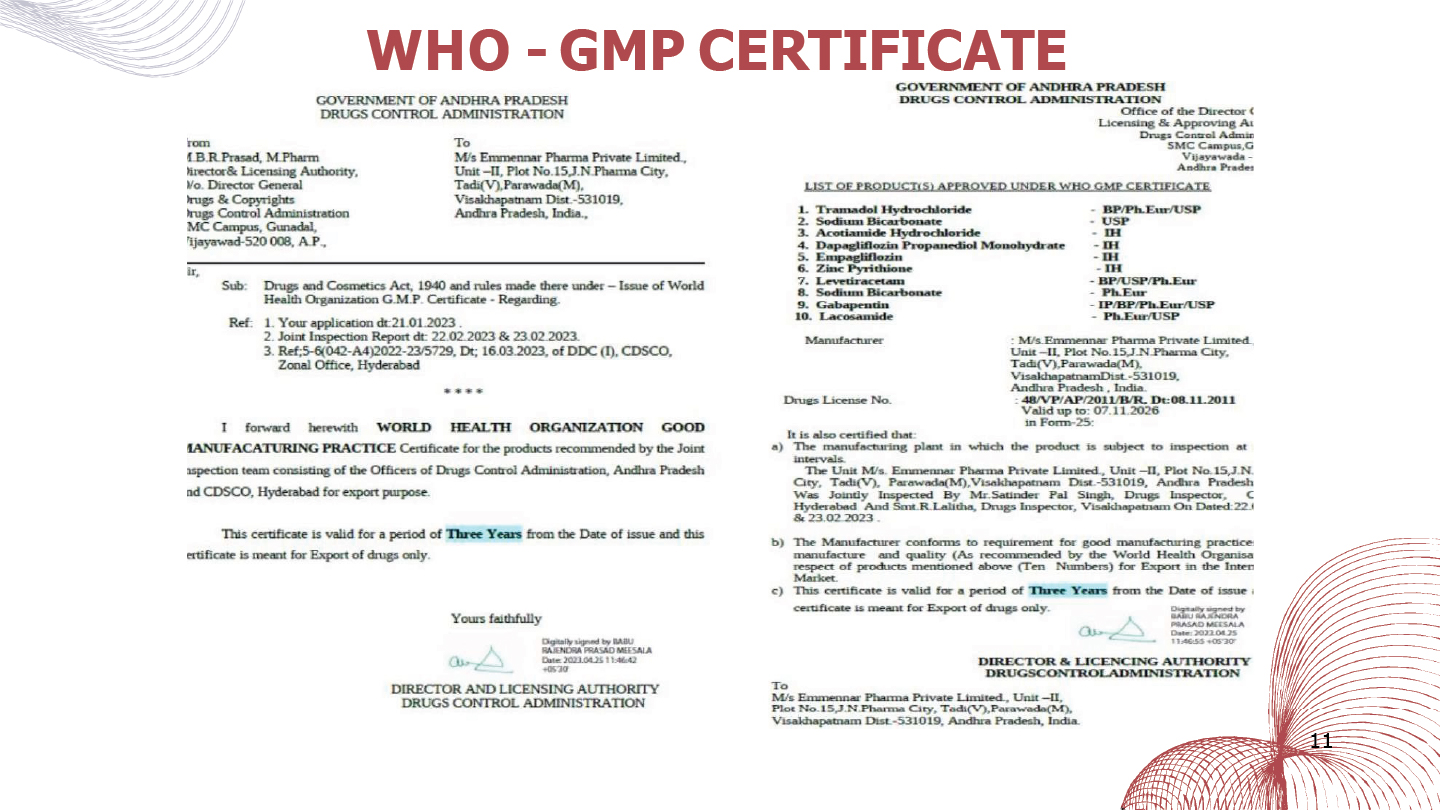 WHO - GMP CERTIFICATE
GOVERNMENT OF ANDHRA PRADESH
DRUGS CONTROL ADMINISTRATION
rom
M.B.R.Prasad, M.Pharm
Director& Licensing Authority,
O/o. Director General
Drugs & Copyrights
Drugs Control Administration
MC Campus, Gunadal,
Vijayawad-520 008, A.P.,
To
M/s Emmennar Pharma Private Limited.,
Unit –II, Plot No.15,J.N.Pharma City,
Tadi(V),Parawada(M),
Visakhapatnam Dist.-531019,
Andhra Pradesh, India.,
ir,
Sub: Drugs and Cosmetics Act, 1940 and rules made there under – Issue of World
Health Organization G.M.P. Certificate - Regarding.
Ref: 1. Your application dt:21.01.2023 .
2. Joint Inspection Report dt: 22.02.2023 & 23.02.2023.
3. Ref;5-6(042-A4)2022-23/5729, Dt; 16.03.2023, of DDC (I), CDSCO,
Zonal Office, Hyderabad
* * * *
I forward herewith WORLD HEALTH ORGANIZATION GOOD
MANUFACATURING PRACTICE Certificate for the products recommended by the Joint
nspection team consisting of the Officers of Drugs Control Administration, Andhra Pradesh
nd CDSCO, Hyderabad for export purpose.
This certificate is valid for a period of Three Years from the Date of issue and this
ertificate is meant for Export of drugs only.
Yours faithfully
Digitally signed by BABU
RAJENDRA PRASAD MEESALA
Date: 2023.04.25 11:46:42
+05'30'
DIRECTOR AND LICENSING AUTHORITY
DRUGS CONTROL ADMINISTRATION
GOVERNMENT OF ANDHRA PRADESH
DRUGS CONTROL ADMINISTRATION
Office of the Director
Licensing & Approving Au
Drugs Control Admin
SMC Campus,G
Vijayawada -
Andhra Prades
LIST OF PRODUCT(S) APPROVED UNDER WHO GMP CERTIFICATE
1. Tramadol Hydrochloride - BP/Ph.Eur/USP
2. Sodium Bicarbonate - USP
3. Acotiamide Hydrochloride - IH
4. Dapagliflozin Propanediol Monohydrate - IH
5. Empagliflozin - IH
6. Zinc Pyrithione - IH
7. Levetiracetam - BP/USP/Ph.Eur
8. Sodium Bicarbonate - Ph.Eur
9. Gabapentin - IP/BP/Ph.Eur/USP
10. Lacosamide - Ph.Eur/USP
Manufacturer : M/s.Emmennar Pharma Private Limited.
Unit –II, Plot No.15,J.N.Pharma City,
Tadi(V),Parawada(M),
VisakhapatnamDist.-531019,
Andhra Pradesh , India.
Drugs License No. : 48/VP/AP/2011/B/R. Dt:08.11.2011
Valid up to: 07.11.2026
in Form-25:
It is also certified that:
a) The manufacturing plant in which the product is subject to inspection at
intervals.
The Unit M/s. Emmennar Pharma Private Limited., Unit –II, Plot No.15,J.N.
City, Tadi(V), Parawada(M),Visakhapatnam Dist.-531019, Andhra Pradesh
Was Jointly Inspected By Mr.Satinder Pal Singh, Drugs Inspector, C
Hyderabad And Smt.R.Lalitha, Drugs Inspector, Visakhapatnam On Dated:22.
& 23.02.2023 .
b) The Manufacturer conforms to requirement for good manufacturing practice
manufacture and quality (As recommended by the World Health Organisa
respect of products mentioned above (Ten Numbers) for Export in the Inter
Market.
c) This certificate is valid for a period of Three Years from the Date of issue
certificate is meant for Export of drugs only.
Digitally signed by
BABU RAJENDRA
PRASAD MEESALA
Date: 2023.04.25
11:46:55 +05'30'
DIRECTOR & LICENCING AUTHORITY
DRUGSCONTROLADMINISTRATION
To
M/s Emmennar Pharma Private Limited., Unit –II,
Plot No.15,J.N.Pharma City, Tadi(V),Parawada(M),
Visakhapatnam Dist.-531019, Andhra Pradesh, India.
11